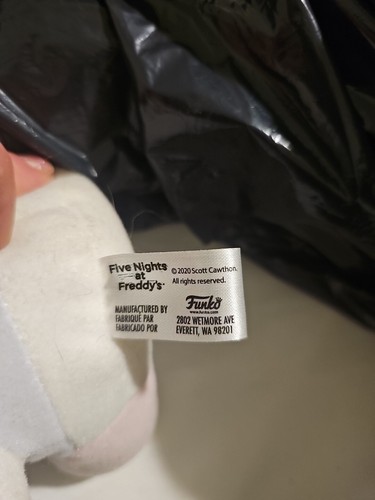 Five Nights
at
Freddy's
© 2020 Scott Cawthon.
All rights reserved.
MANUFACTURED BY
FABRIQUÉ PAR
FABRICADO POR
Funko
www.funko.com
2802 WETMORE AVE
EVERETT, WA 98201